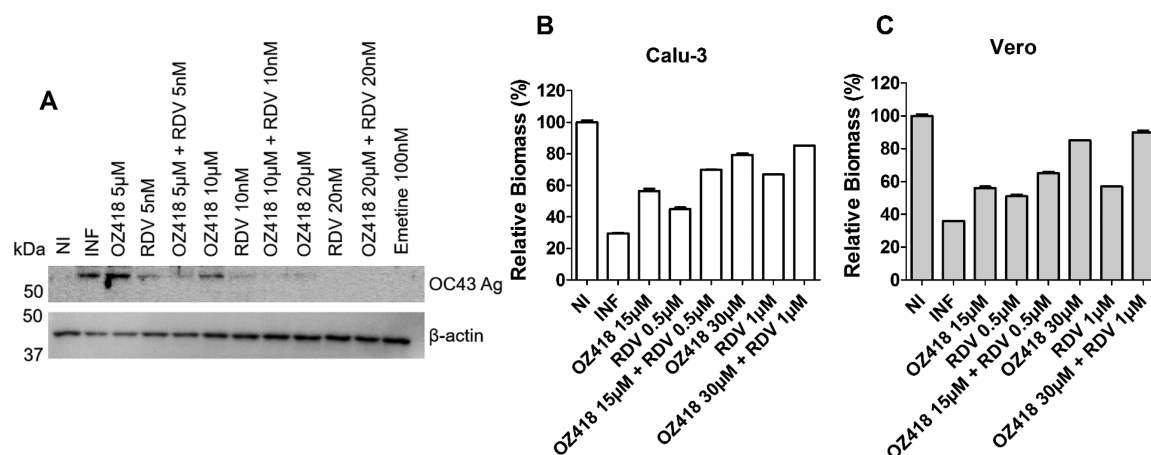 A
NI
INF
OZ418 5µM
RDV 5nM
OZ418 5µM + RDV 5nM
OZ418 10µM
RDV 10nM
OZ418 10µM + RDV 10nM
OZ418 20µM
RDV 20nM
OZ418 20µM + RDV 20nM
Emetine 100nM
kDa
50
OC43 Ag
50
β-actin
37
B
Calu-3
Relative Biomass (%)
120
100
80
60
40
20
0
NI
INF
OZ418 15µM
RDV 0.5µM
OZ418 15µM + RDV 0.5µM
OZ418 30µM
RDV 1µM
OZ418 30µM + RDV 1µM
C
Vero
Relative Biomass (%)
120
100
80
60
40
20
0
NI
INF
OZ418 15µM
RDV 0.5µM
OZ418 15µM + RDV 0.5µM
OZ418 30µM
RDV 1µM
OZ418 30µM + RDV 1µM